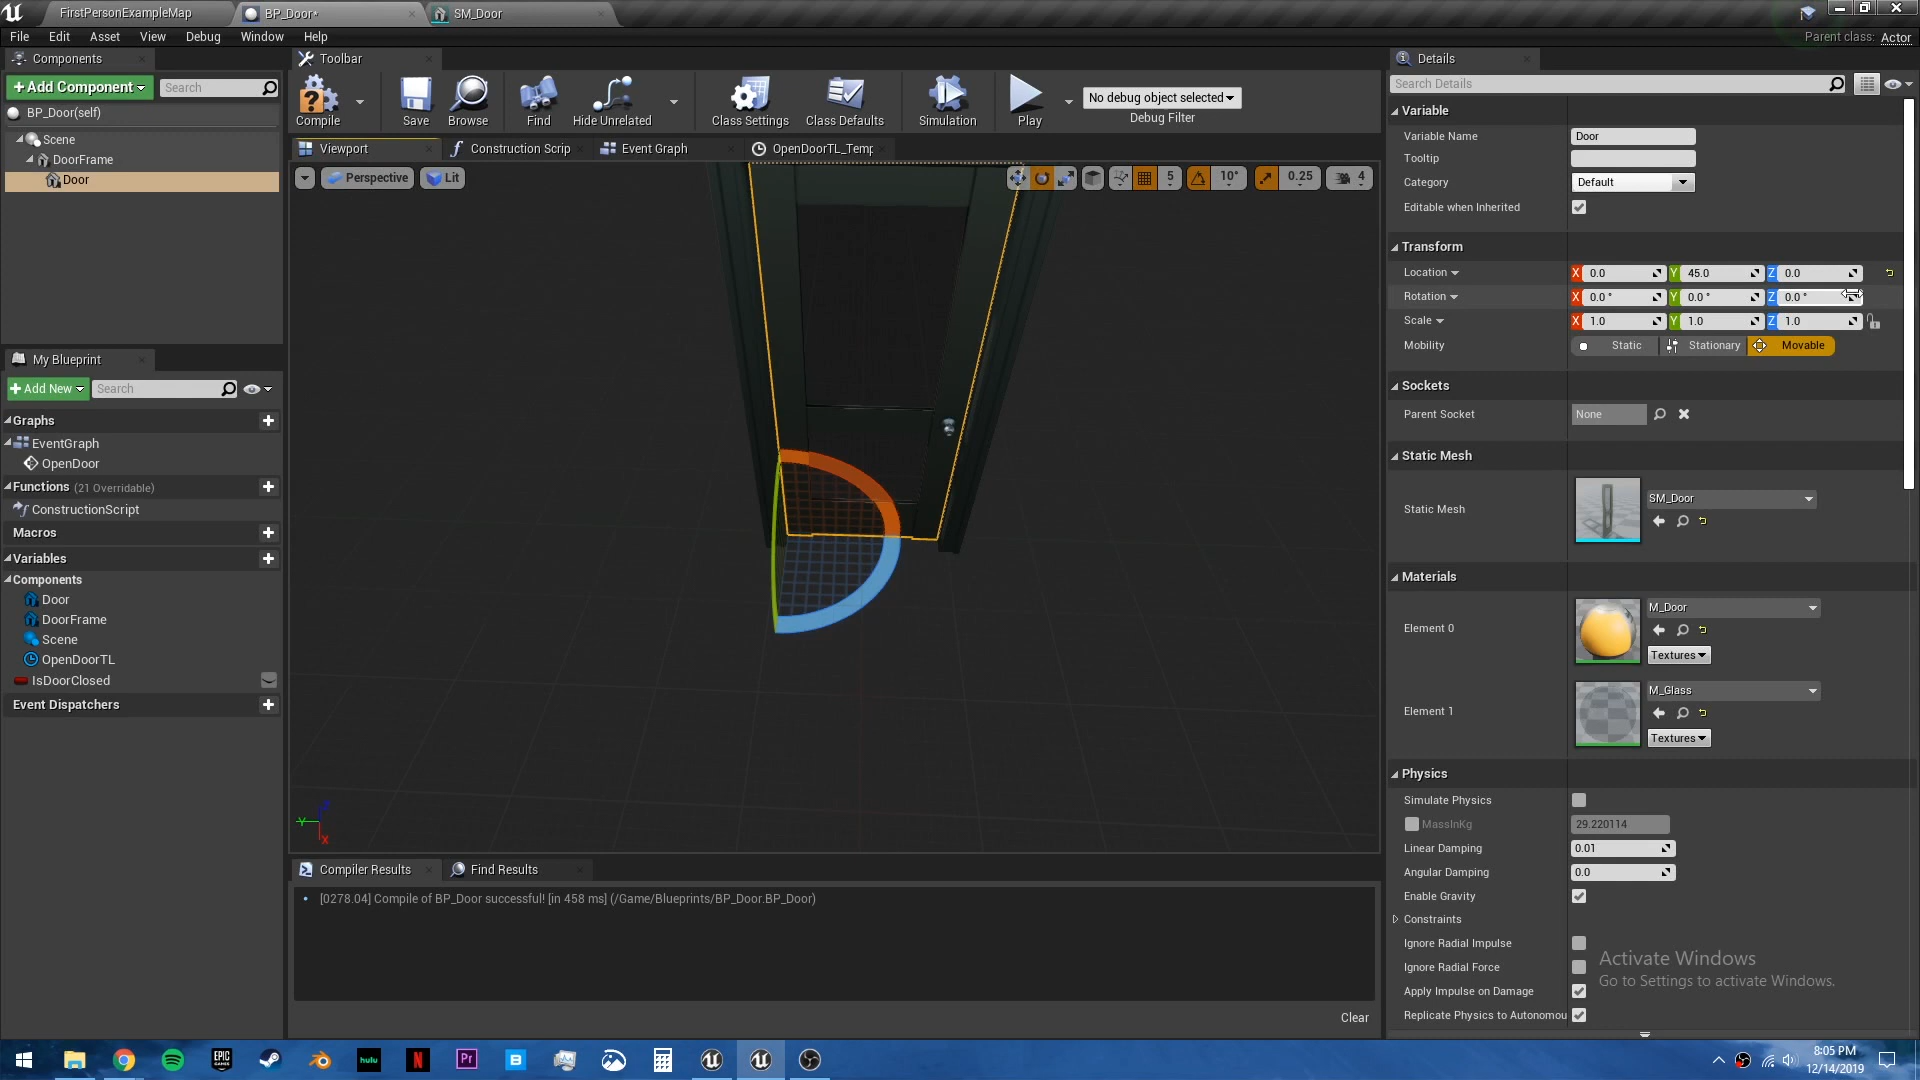 FirstPersonExampleMap
BP_Door*
SM_Door
File Edit Asset View Debug Window Help
Parent class: Actor
Components
+Add Component
Search
BP_Door(self)
Scene
DoorFrame
Door
My Blueprint
+Add New
Search
Graphs
EventGraph
OpenDoor
Functions (21 Overridable)
ConstructionScript
Macros
Variables
Components
Door
DoorFrame
Scene
OpenDoorTL
IsDoorClosed
Event Dispatchers
Toolbar
Compile
Save
Browse
Find
Hide Unrelated
Class Settings
Class Defaults
Simulation
Play
No debug object selected
Debug Filter
Viewport
Construction Scrip
Event Graph
OpenDoorTL_Temp
Perspective
Lit
5
10°
0.25
4
Y
Z
X
Compiler Results
Find Results
[0278.04] Compile of BP_Door successful! [in 458 ms] (/Game/Blueprints/BP_Door.BP_Door)
Clear
Details
Search Details
Variable
Variable Name Door
Tooltip
Category Default
Editable when Inherited
Transform
Location X 0.0 Y 45.0 Z 0.0
Rotation X 0.0 ° Y 0.0 ° Z 0.0 °
Scale X 1.0 Y 1.0 Z 1.0
Mobility Static Stationary Movable
Sockets
Parent Socket None
Static Mesh
Static Mesh SM_Door
Materials
Element 0 M_Door
Textures
Element 1 M_Glass
Textures
Physics
Simulate Physics
MassInKg 29.220114
Linear Damping 0.01
Angular Damping 0.0
Enable Gravity
Constraints
Ignore Radial Impulse
Ignore Radial Force
Apply Impulse on Damage
Replicate Physics to Autonomou
Activate Windows
Go to Settings to activate Windows.
EPIC GAMES
hulu
N
Pr
B
8:05 PM
12/14/2019